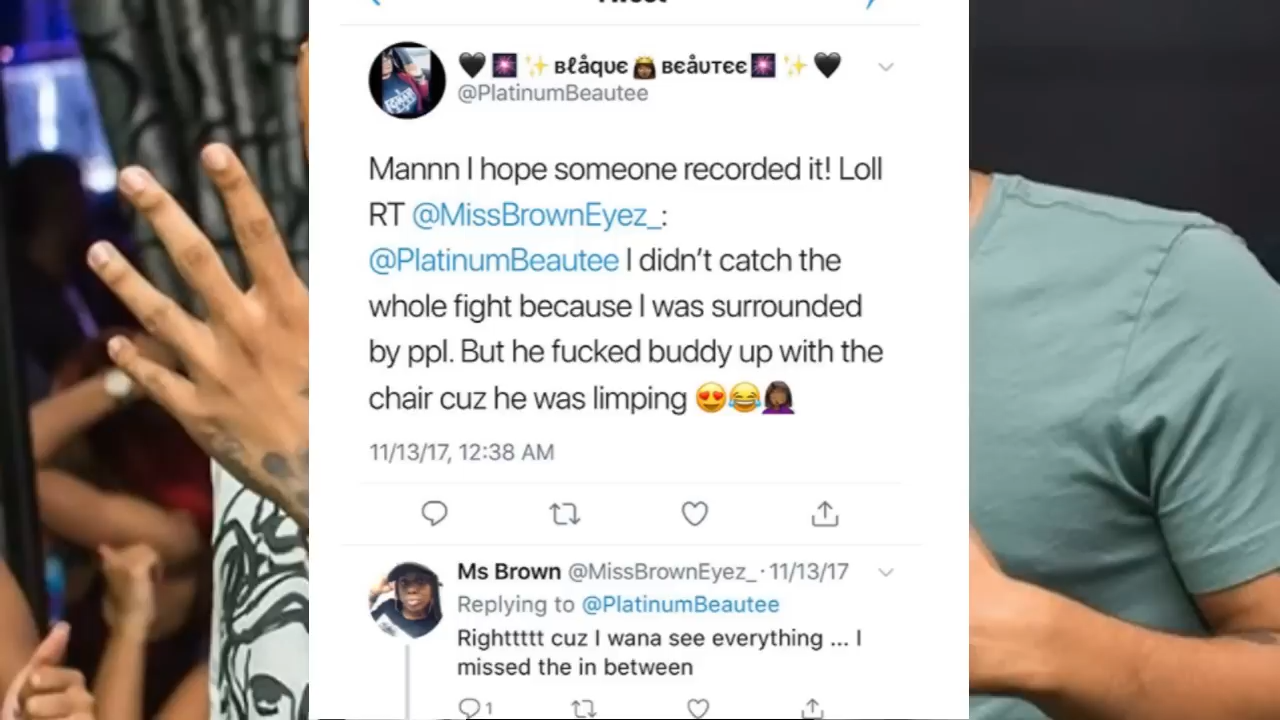 Tweet
🖤🎆✨ вℓåqυє 👸🏾 вєåυтєє🎆✨🖤
@PlatinumBeautee
Mannn I hope someone recorded it! Loll
RT @MissBrownEyez_:
@PlatinumBeautee I didn’t catch the
whole fight because I was surrounded
by ppl. But he fucked buddy up with the
chair cuz he was limping 😍😂🤦🏾‍♀️
11/13/17, 12:38 AM
Ms Brown @MissBrownEyez_ · 11/13/17
Replying to @PlatinumBeautee
Righttttt cuz I wana see everything ... I
missed the in between
1